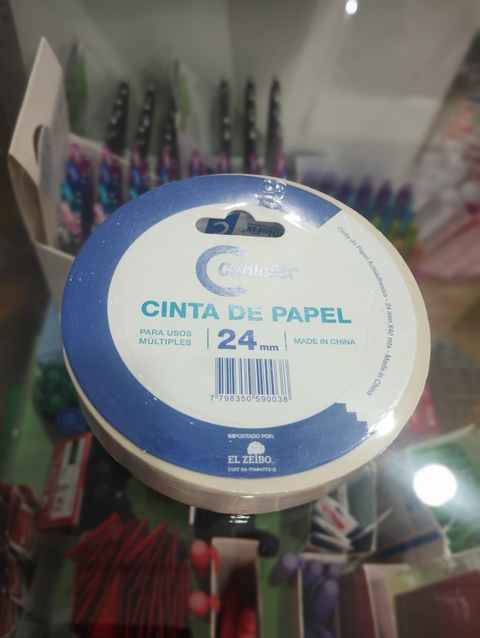 CINTA DE PAPEL
PARA USOS
MÚLTIPLES
24 mm
MADE IN CHINA
7 798350 590038
IMPORTADO POR:
EL ZEIBO
Cinta de Papel Autoadhesiva - 24 mm X40 mts - Made in China